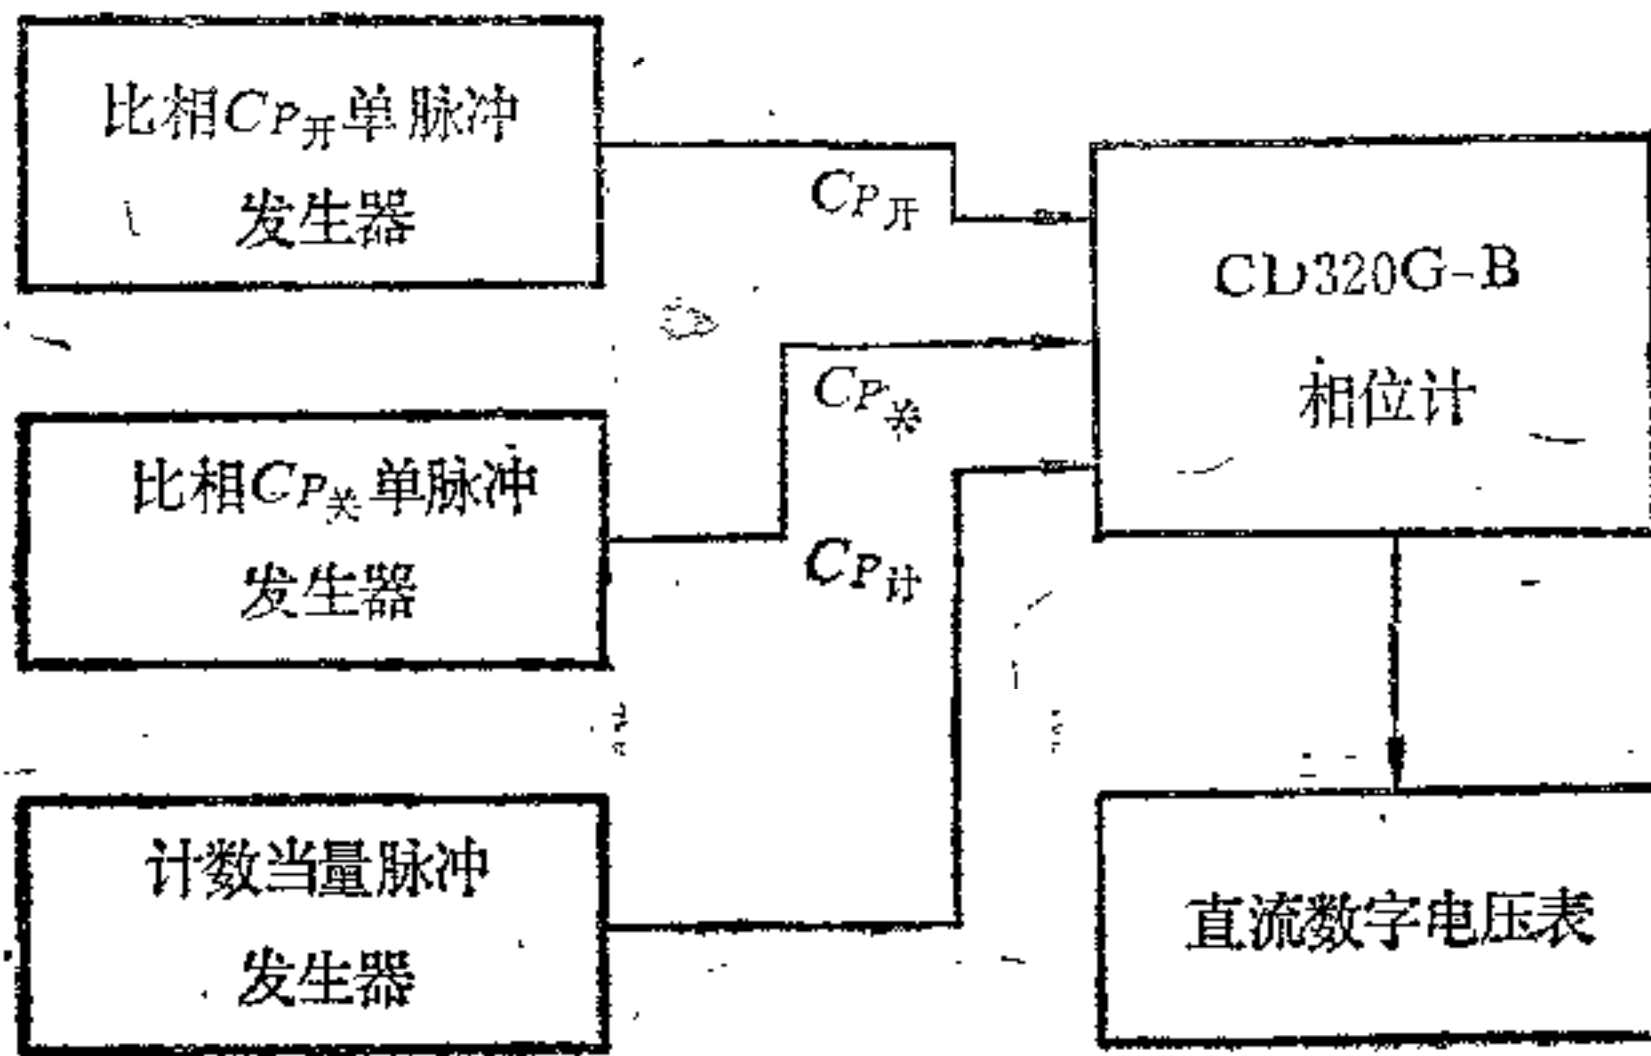 比相CP开单脉冲
发生器
CP开
CD320G-B
相位计
CP关
比相CP关单脉冲
发生器
CP计
计数当量脉冲
发生器
直流数字电压表